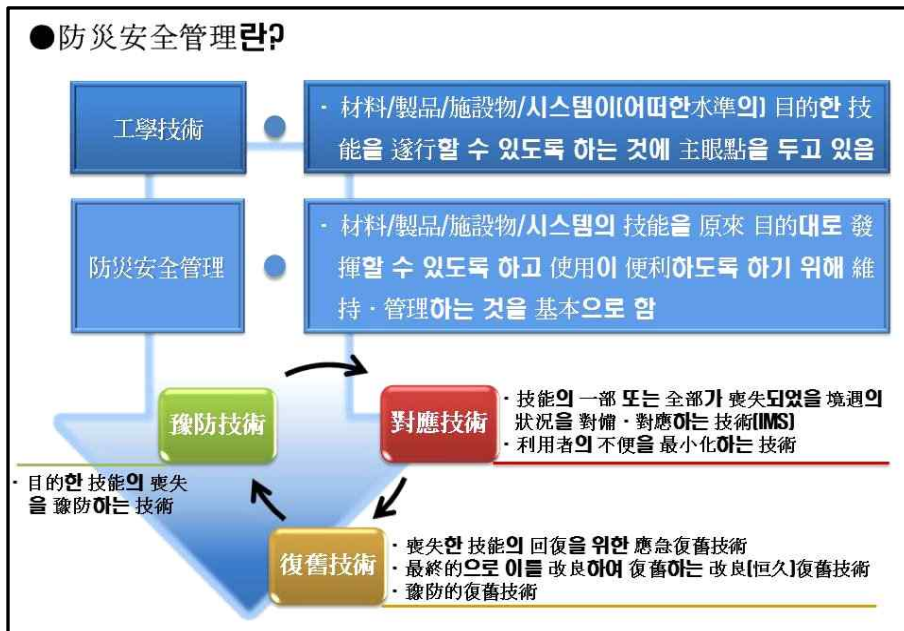 ●防災安全管理란?
工學技術
· 材料/製品/施設物/시스템이(어떠한水準의) 目的한 技
能을 遂行할 수 있도록 하는 것에 主眼點을 두고 있음
防災安全管理
· 材料/製品/施設物/시스템의 技能을 原來 目的대로 發
揮할 수 있도록 하고 使用이 便利하도록 하기 위해 維
持 · 管理하는 것을 基本으로 함
豫防技術
· 目的한 技能의 喪失
을 豫防하는 技術
對應技術
· 技能의 一部 또는 全部가 喪失되었을 境遇의
狀況을 對備 · 對應하는 技術(IMS)
· 利用者의 不便을 最小化하는 技術
復舊技術
· 喪失한 技能의 回復을 위한 應急復舊技術
· 最終的으로 이를 改良하여 復舊하는 改良(恒久)復舊技術
· 豫防的復舊技術